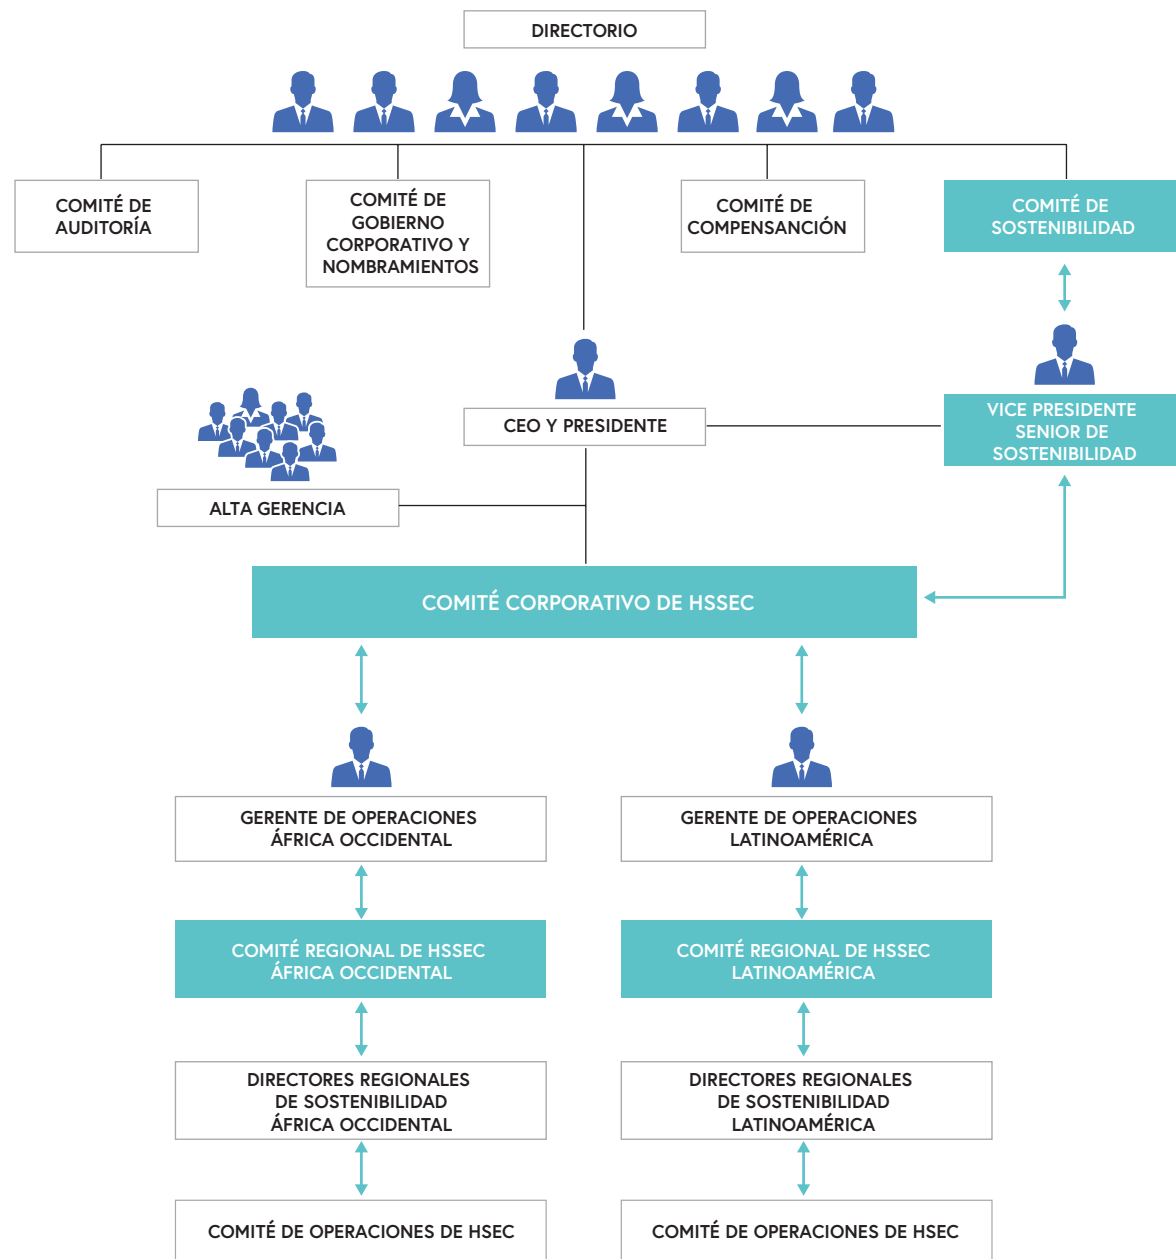 DIRECTORIO
COMITÉ DE
AUDITORÍA
COMITÉ DE
GOBIERNO
CORPORATIVO Y
NOMBRAMIENTOS
COMITÉ DE
COMPENSANCIÓN
COMITÉ DE
SOSTENIBILIDAD
CEO Y PRESIDENTE
VICE PRESIDENTE
SENIOR DE
SOSTENIBILIDAD
ALTA GERENCIA
COMITÉ CORPORATIVO DE HSSEC
GERENTE DE OPERACIONES
ÁFRICA OCCIDENTAL
GERENTE DE OPERACIONES
LATINOAMÉRICA
COMITÉ REGIONAL DE HSSEC
ÁFRICA OCCIDENTAL
COMITÉ REGIONAL DE HSSEC
LATINOAMÉRICA
DIRECTORES REGIONALES
DE SOSTENIBILIDAD
ÁFRICA OCCIDENTAL
DIRECTORES REGIONALES
DE SOSTENIBILIDAD
LATINOAMÉRICA
COMITÉ DE OPERACIONES DE HSEC
COMITÉ DE OPERACIONES DE HSEC